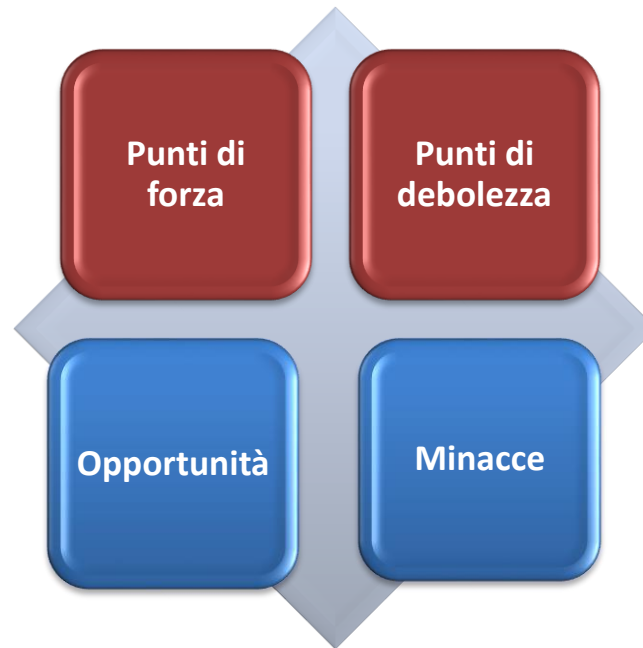 Punti di
forza
Punti di
debolezza
Opportunità
Minacce